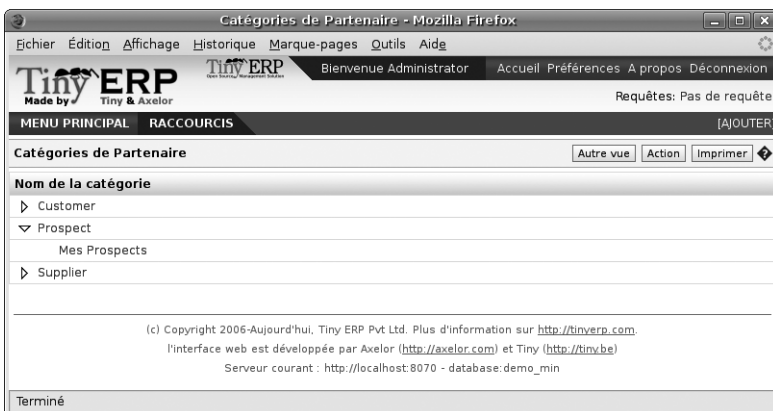 Catégories de Partenaire - Mozilla Firefox
Fichier Édition Affichage Historique Marque-pages Outils Aide
Tiny ERP
Made by Tiny & Axelor
Tiny ERP
Bienvenue Administrator Accueil Préférences A propos Déconnexion
Requêtes: Pas de requête
MENU PRINCIPAL RACCOURCIS [AJOUTER]
Catégories de Partenaire Autre vue Action Imprimer
Nom de la catégorie
Customer
Prospect
Mes Prospects
Supplier
(c) Copyright 2006-Aujourd'hui, Tiny ERP Pvt Ltd. Plus d'information sur http://tinyerp.com.
l'interface web est développée par Axelor (http://axelor.com) et Tiny (http://tiny.be)
Serveur courant : http://localhost:8070 - database:demo_min
Terminé